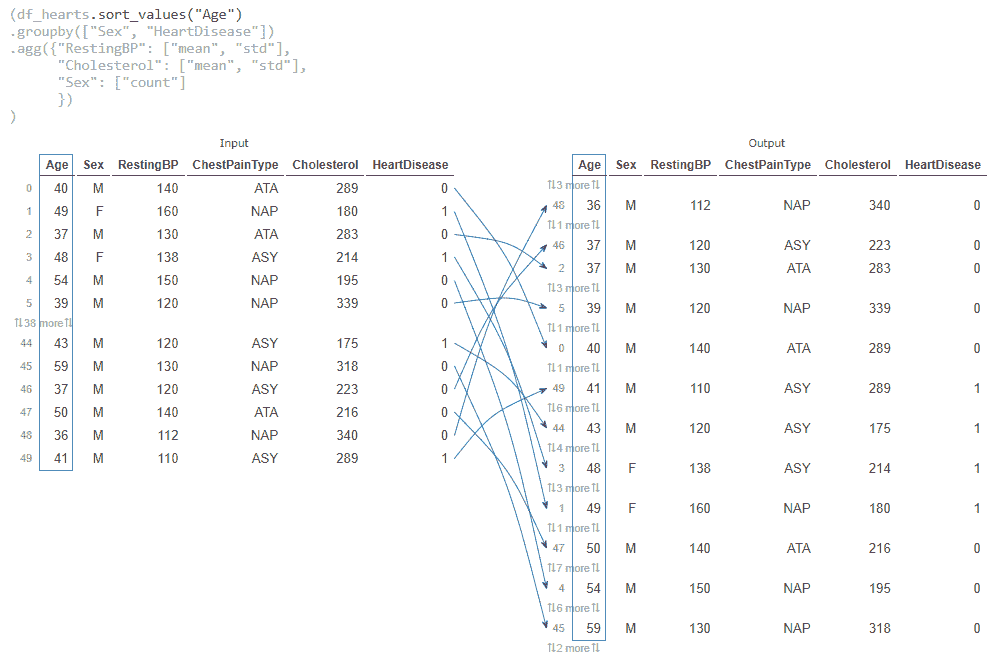 (df_hearts.sort_values("Age")
.groupby(["Sex", "HeartDisease"])
.agg({"RestingBP": ["mean", "std"],
      "Cholesterol": ["mean", "std"],
      "Sex": ["count"]
      })
)
Input
Age Sex RestingBP ChestPainType Cholesterol HeartDisease
0 40 M 140 ATA 289 0
1 49 F 160 NAP 180 1
2 37 M 130 ATA 283 0
3 48 F 138 ASY 214 1
4 54 M 150 NAP 195 0
5 39 M 120 NAP 339 0
⇅38 more⇅
44 43 M 120 ASY 175 1
45 59 M 130 NAP 318 0
46 37 M 120 ASY 223 0
47 50 M 140 ATA 216 0
48 36 M 112 NAP 340 0
49 41 M 110 ASY 289 1
Output
Age Sex RestingBP ChestPainType Cholesterol HeartDisease
⇅3 more⇅
48 36 M 112 NAP 340 0
⇅1 more⇅
46 37 M 120 ASY 223 0
2 37 M 130 ATA 283 0
⇅3 more⇅
5 39 M 120 NAP 339 0
⇅1 more⇅
0 40 M 140 ATA 289 0
⇅1 more⇅
49 41 M 110 ASY 289 1
⇅6 more⇅
44 43 M 120 ASY 175 1
⇅4 more⇅
3 48 F 138 ASY 214 1
⇅3 more⇅
1 49 F 160 NAP 180 1
⇅1 more⇅
47 50 M 140 ATA 216 0
⇅7 more⇅
4 54 M 150 NAP 195 0
⇅6 more⇅
45 59 M 130 NAP 318 0
⇅2 more⇅